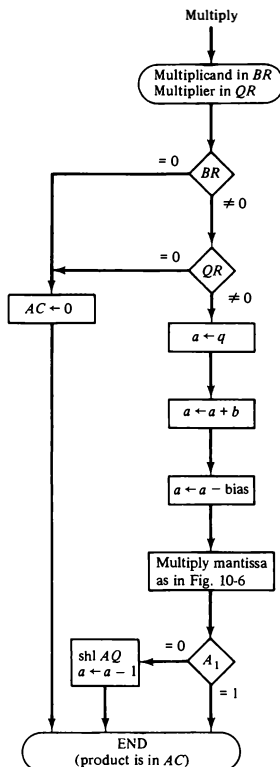 Multiply
Multiplicand in BR
Multiplier in QR
= 0
BR
≠ 0
= 0
QR
≠ 0
AC ← 0
a ← q
a ← a + b
a ← a − bias
Multiply mantissa
as in Fig. 10-6
= 0
shl AQ
a ← a − 1
A₁
= 1
END
(product is in AC)